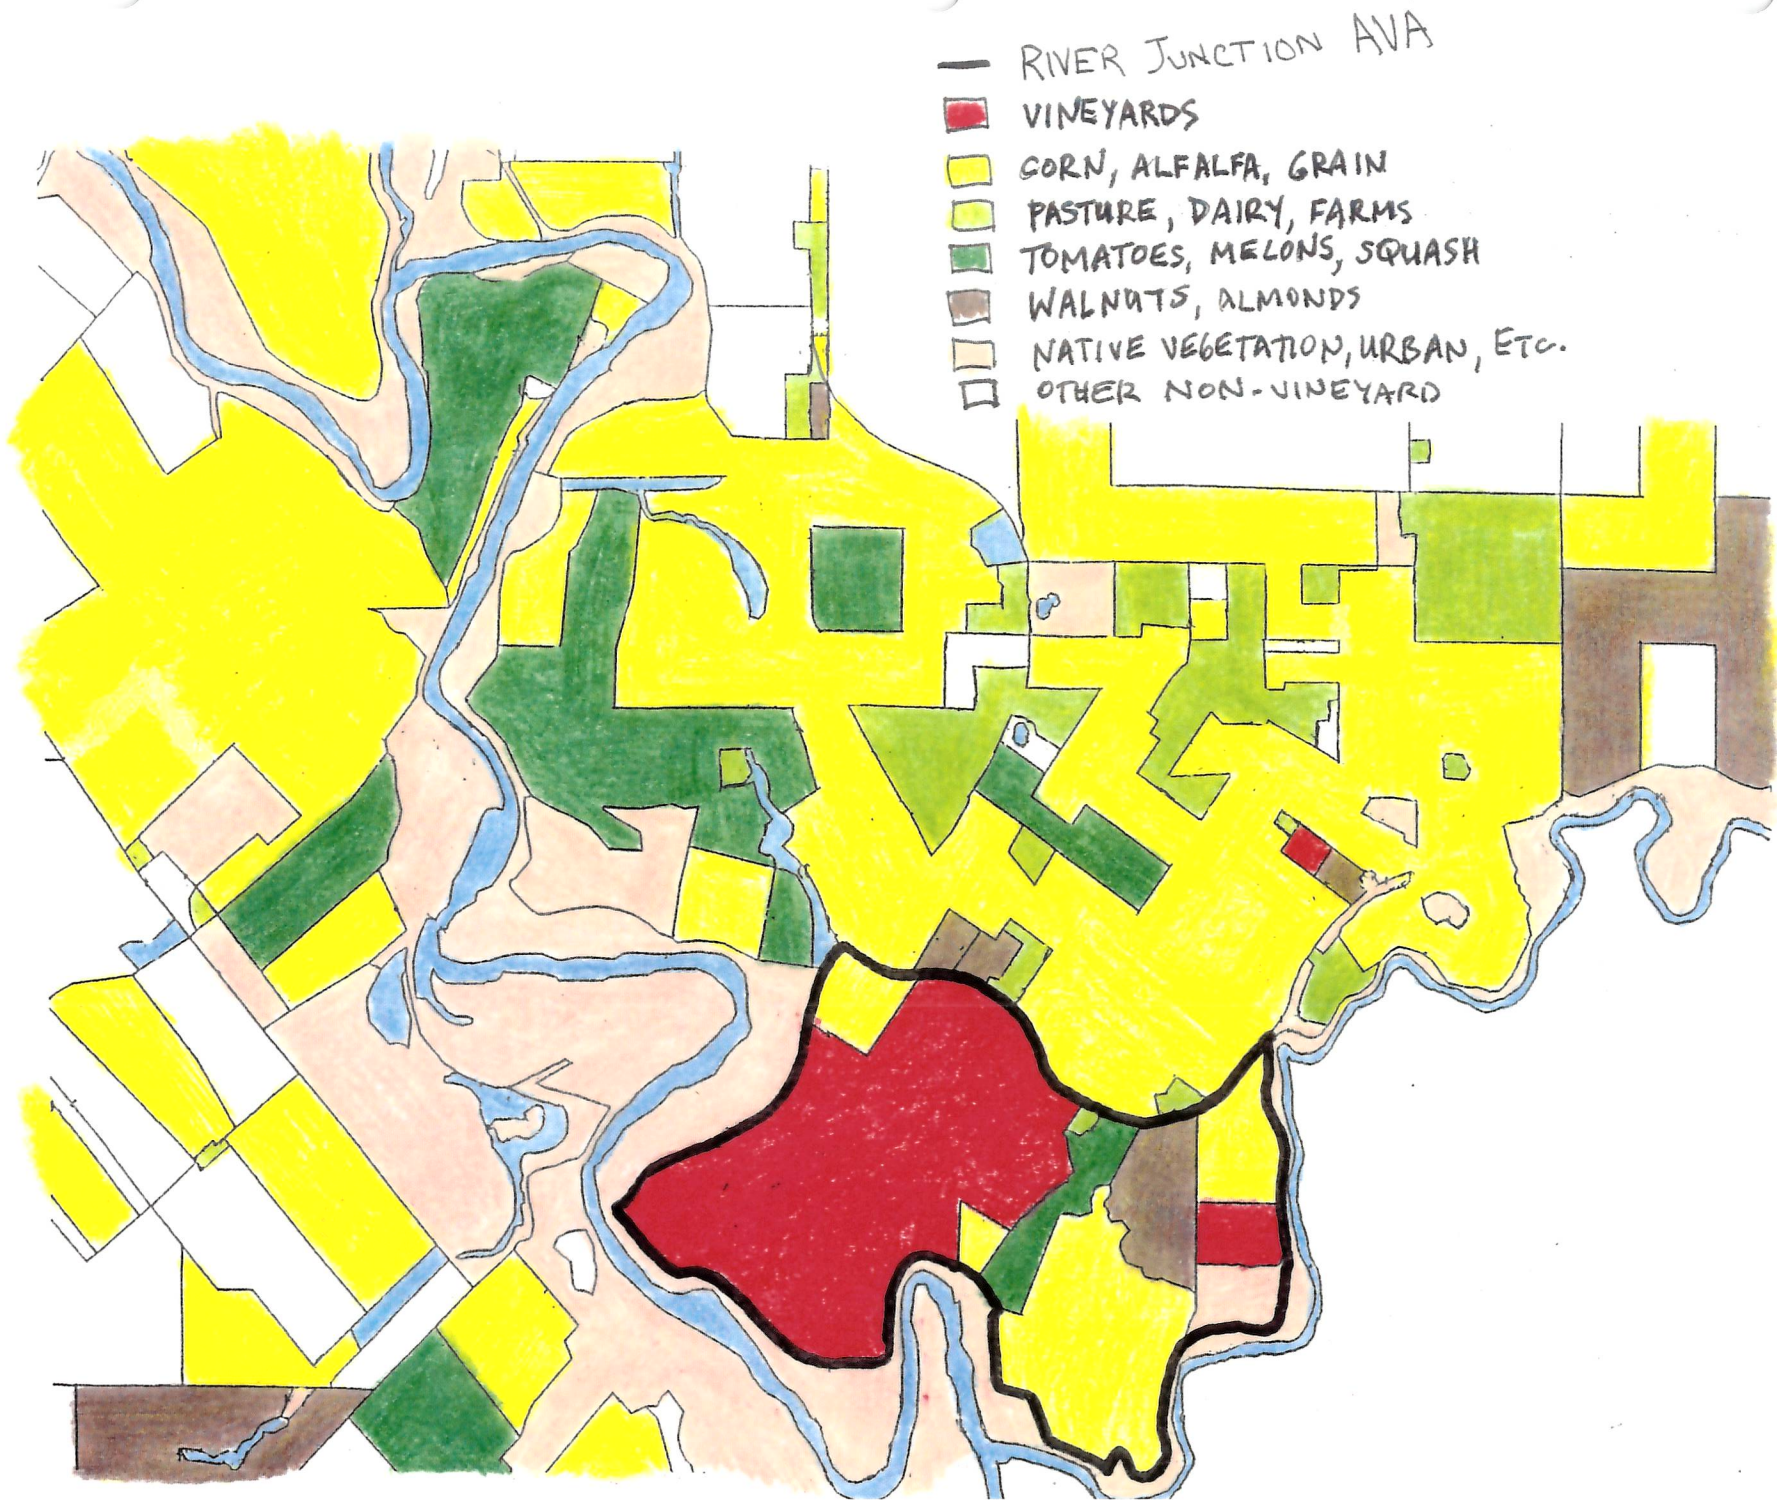 RIVER JUNCTION AVA
VINEYARDS
CORN, ALFALFA, GRAIN
PASTURE, DAIRY, FARMS
TOMATOES, MELONS, SQUASH
WALNUTS, ALMONDS
NATIVE VEGETATION, URBAN, ETC.
OTHER NON-VINEYARD